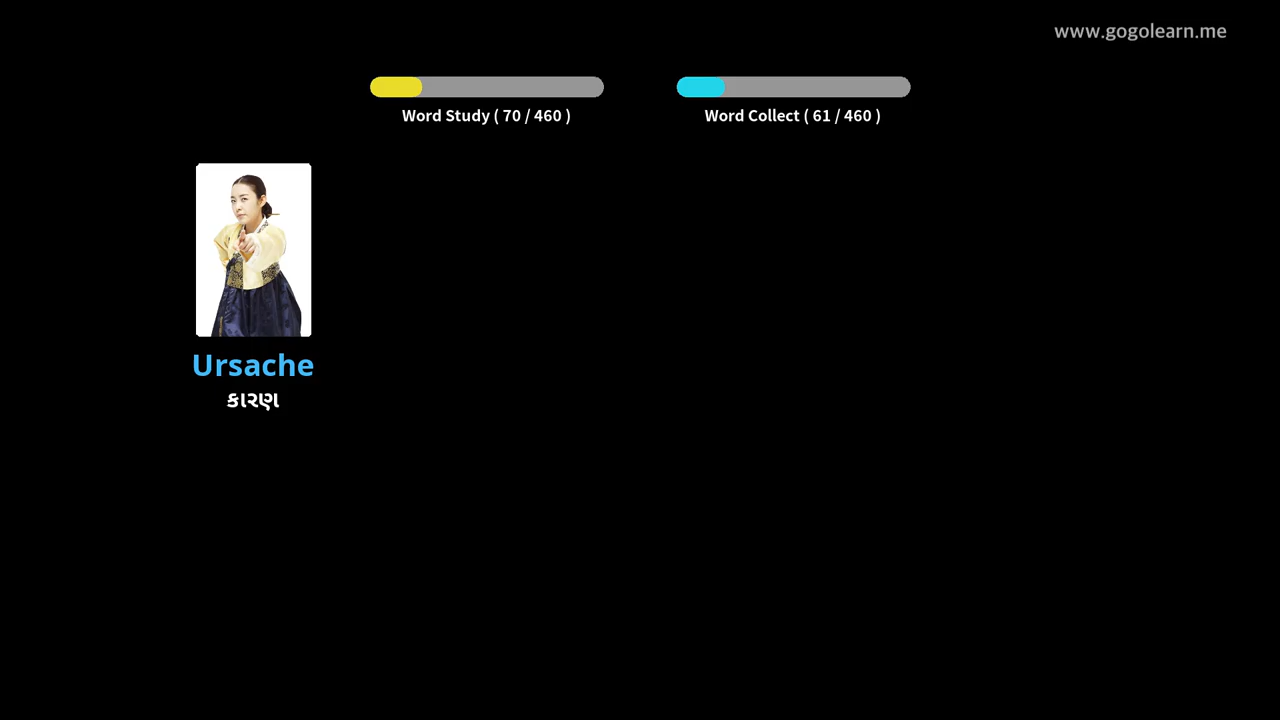 www.gogolearn.me
Word Study ( 70 / 460 )
Word Collect ( 61 / 460 )
Ursache
કારણ